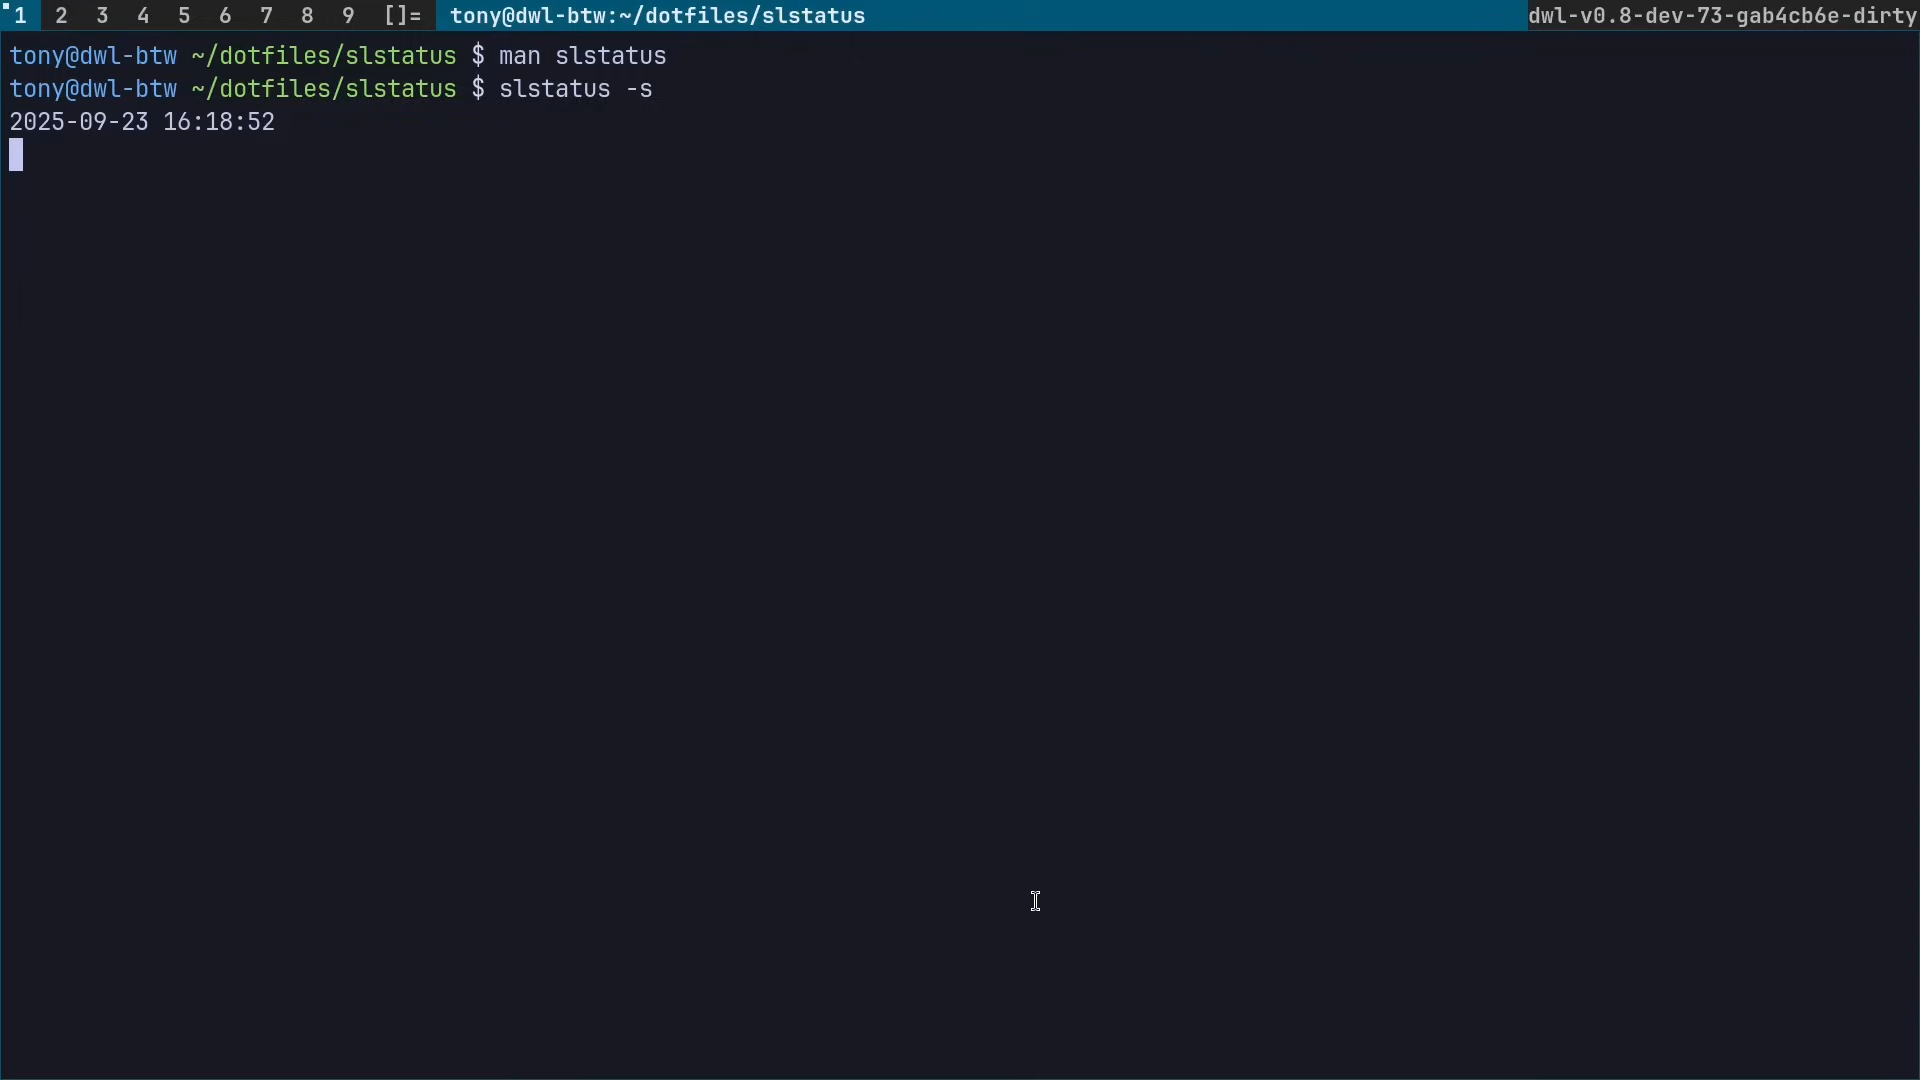 1 2 3 4 5 6 7 8 9 []= tony@dwl-btw:~/dotfiles/slstatus dwl-v0.8-dev-73-gab4cb6e-dirty
tony@dwl-btw ~/dotfiles/slstatus $ man slstatus
tony@dwl-btw ~/dotfiles/slstatus $ slstatus -s
2025-09-23 16:18:52